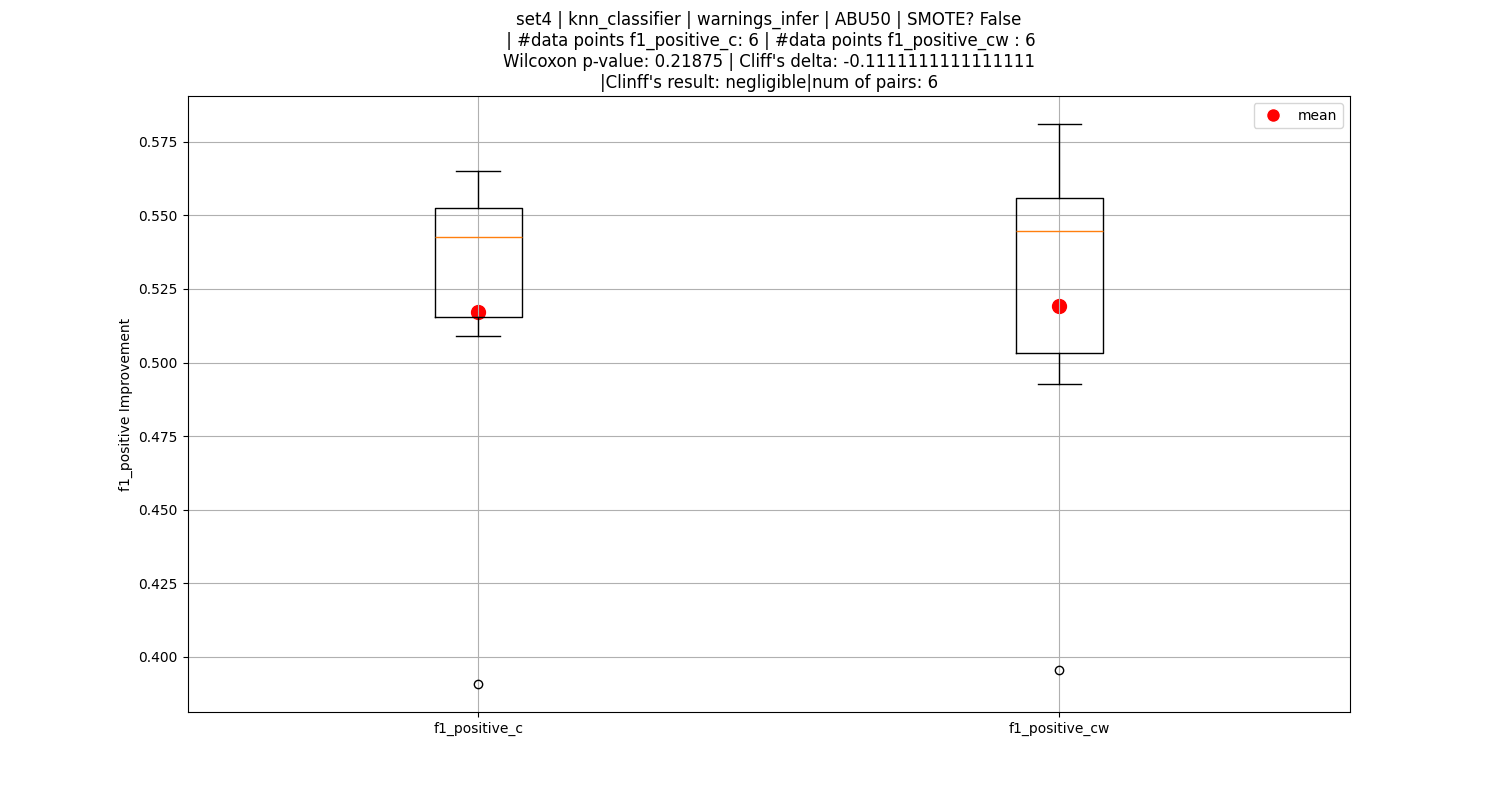 set4 | knn_classifier | warnings_infer | ABU50 | SMOTE? False
| #data points f1_positive_c: 6 | #data points f1_positive_cw : 6
Wilcoxon p-value: 0.21875 | Cliff's delta: -0.1111111111111111
|Clinff's result: negligible|num of pairs: 6
mean
0.575
0.550
0.525
0.500
0.475
0.450
0.425
0.400
f1_positive Improvement
f1_positive_c
f1_positive_cw